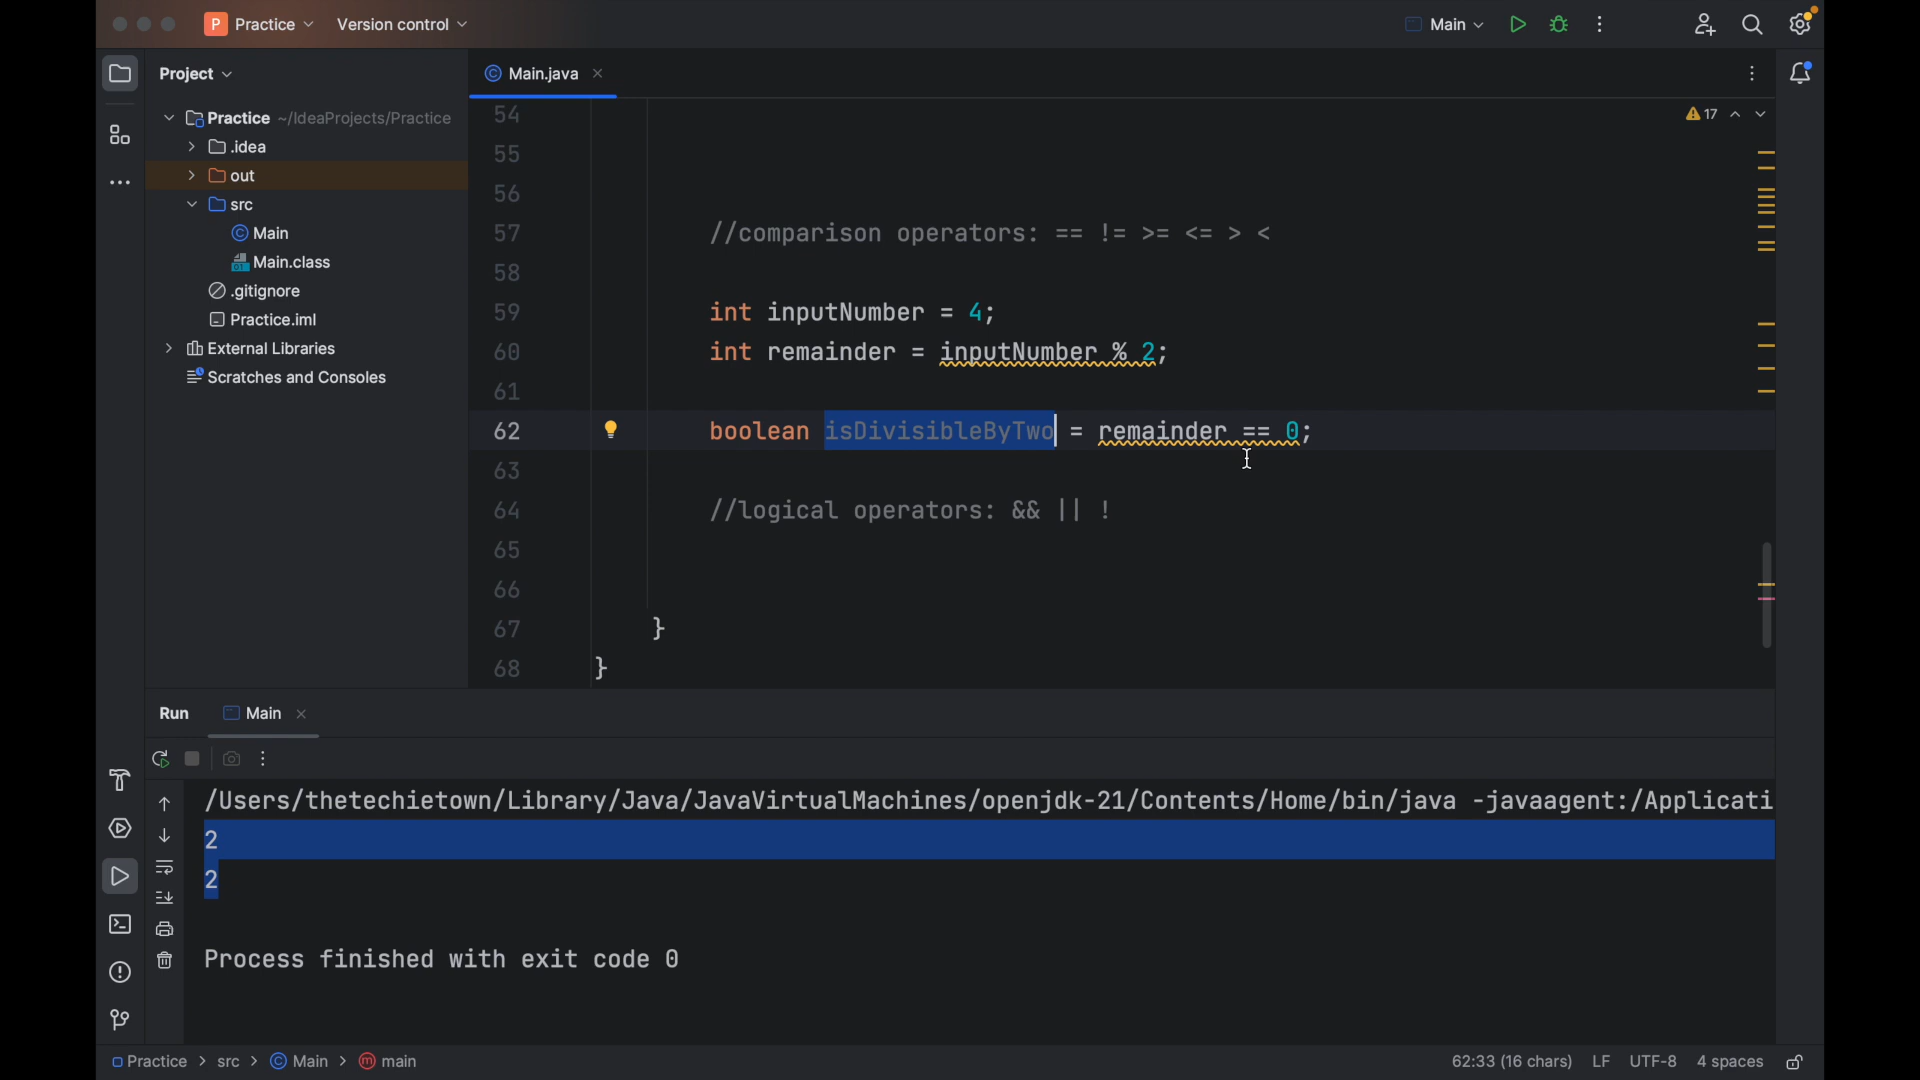 P Practice Version control Main
Project
Main.java
Practice ~/IdeaProjects/Practice
.idea
out
src
Main
Main.class
.gitignore
Practice.iml
External Libraries
Scratches and Consoles
17
54
55
56
57 //comparison operators: == != >= <= > <
58
59 int inputNumber = 4;
60 int remainder = inputNumber % 2;
61
62 boolean isDivisibleByTwo = remainder == 0;
63
64 //logical operators: && || !
65
66
67 }
68 }
Run Main
/Users/thetechietown/Library/Java/JavaVirtualMachines/openjdk-21/Contents/Home/bin/java -javaagent:/Applicati
2
2
Process finished with exit code 0
Practice > src > Main > main 62:33 (16 chars) LF UTF-8 4 spaces